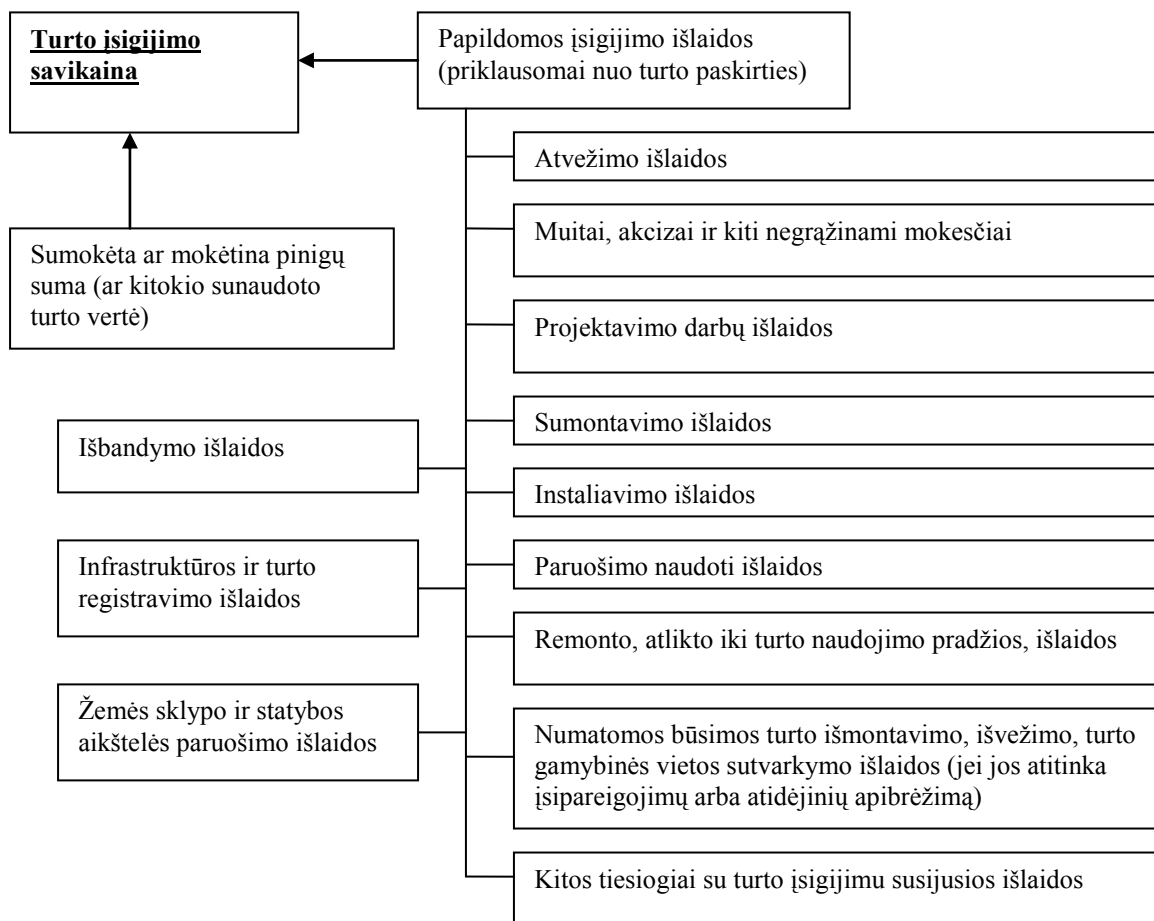 Turto įsigijimo
savikaina
Papildomos įsigijimo išlaidos
(priklausomai nuo turto paskirties)
Atvežimo išlaidos
Muitai, akcizai ir kiti negrąžinami mokesčiai
Sumokėta ar mokėtina pinigų
suma (ar kitokio sunaudoto
turto vertė)
Projektavimo darbų išlaidos
Sumontavimo išlaidos
Išbandymo išlaidos
Instaliavimo išlaidos
Paruošimo naudoti išlaidos
Infrastruktūros ir turto
registravimo išlaidos
Remonto, atlikto iki turto naudojimo pradžios, išlaidos
Žemės sklypo ir statybos
aikštelės paruošimo išlaidos
Numatomos būsimos turto išmontavimo, išvežimo, turto
gamybinės vietos sutvarkymo išlaidos (jei jos atitinka
įsipareigojimų arba atidėjinių apibrėžimą)
Kitos tiesiogiai su turto įsigijimu susijusios išlaidos